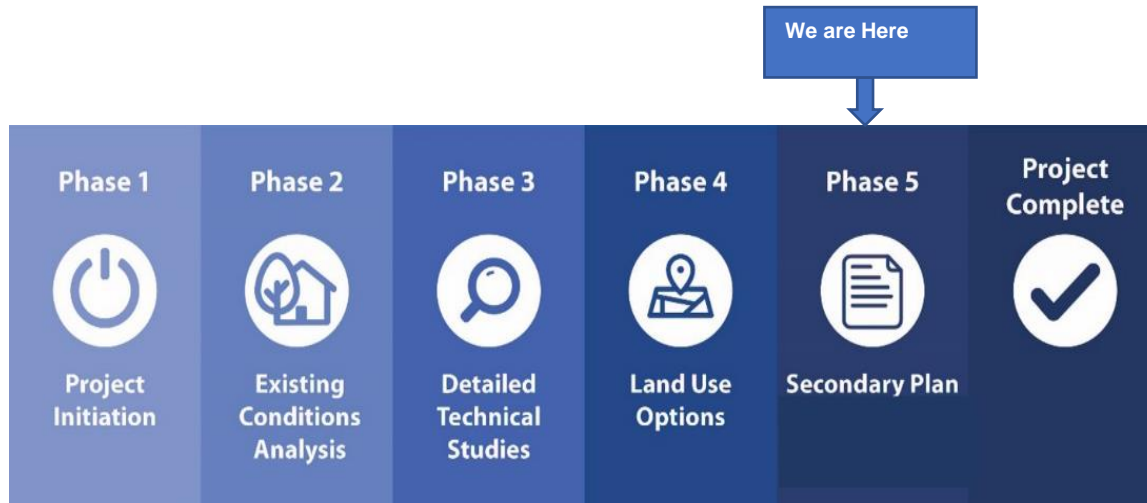 We are Here
Phase 1
Project
Initiation
Phase 2
Existing
Conditions
Analysis
Phase 3
Detailed
Technical
Studies
Phase 4
Land Use
Options
Phase 5
Secondary Plan
Project
Complete